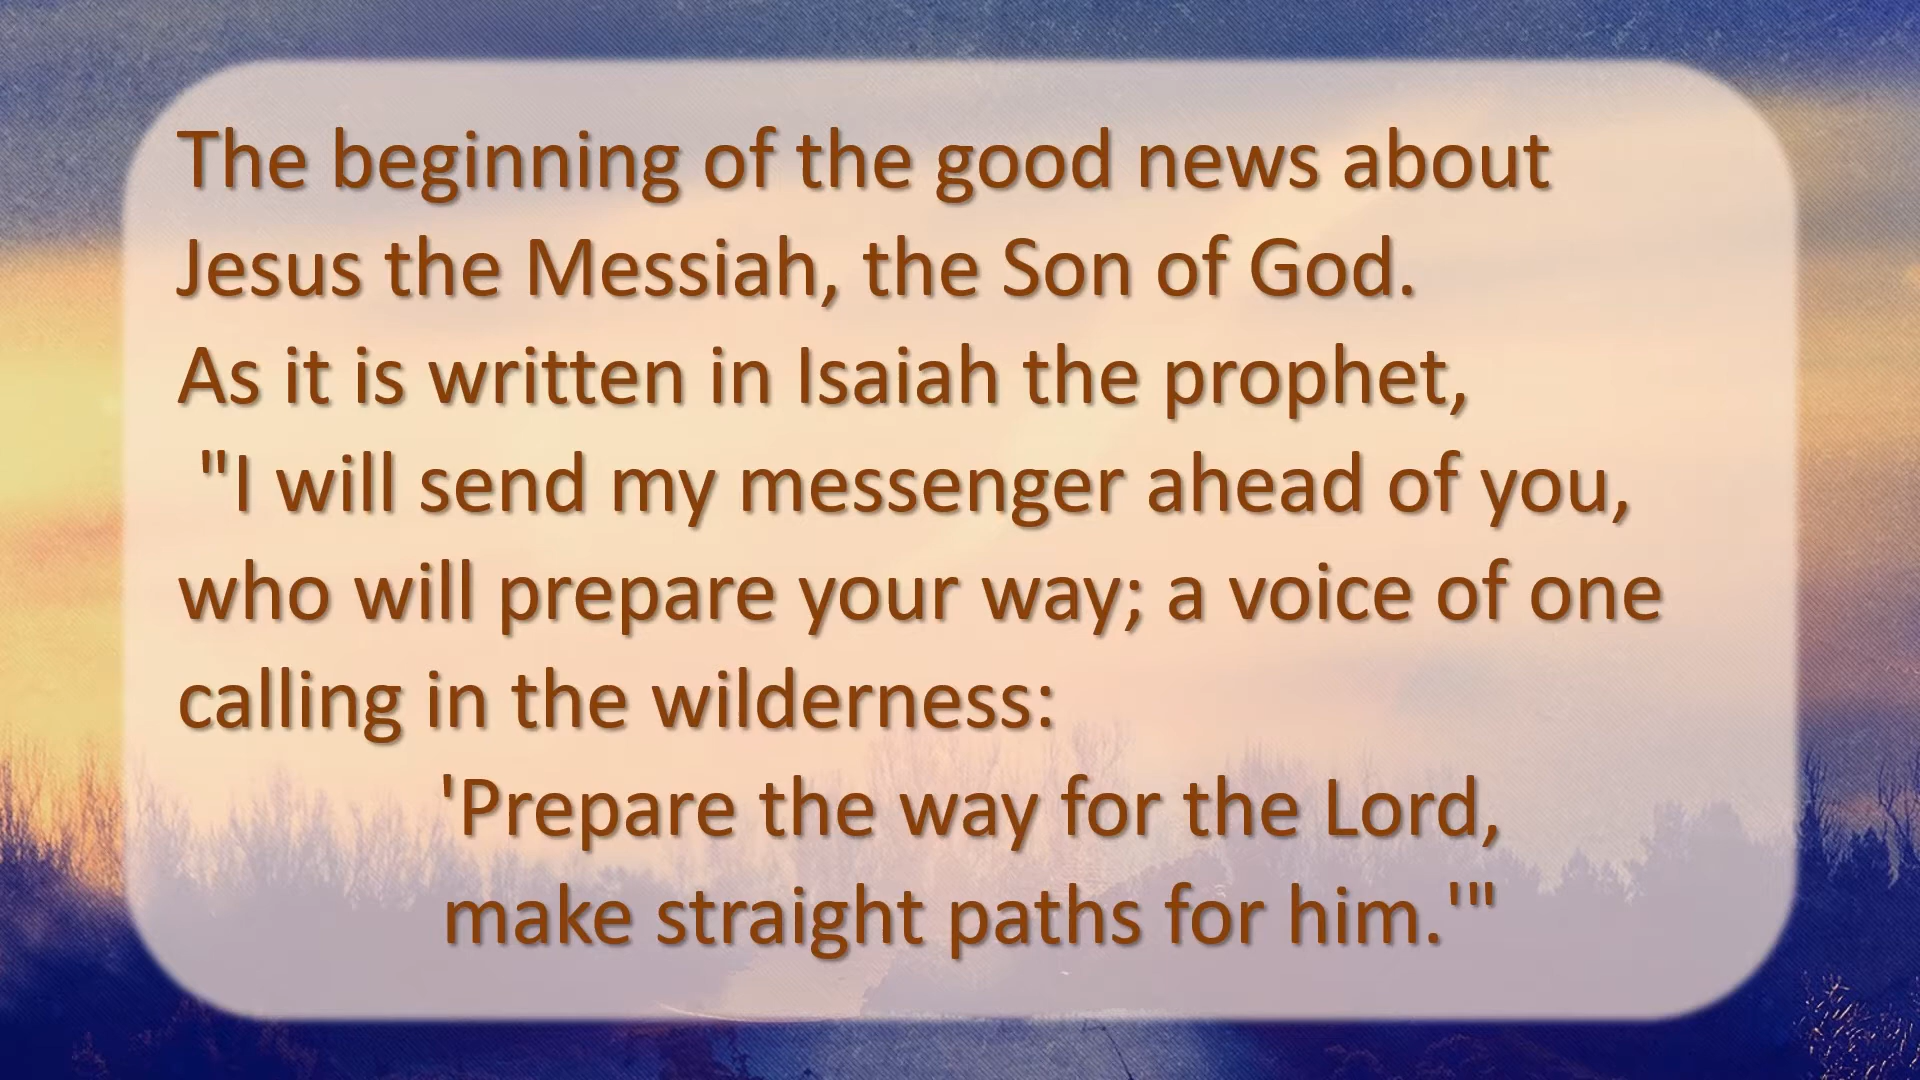 The beginning of the good news about
Jesus the Messiah, the Son of God.
As it is written in Isaiah the prophet,
"I will send my messenger ahead of you,
who will prepare your way; a voice of one
calling in the wilderness:
'Prepare the way for the Lord,
make straight paths for him.'"